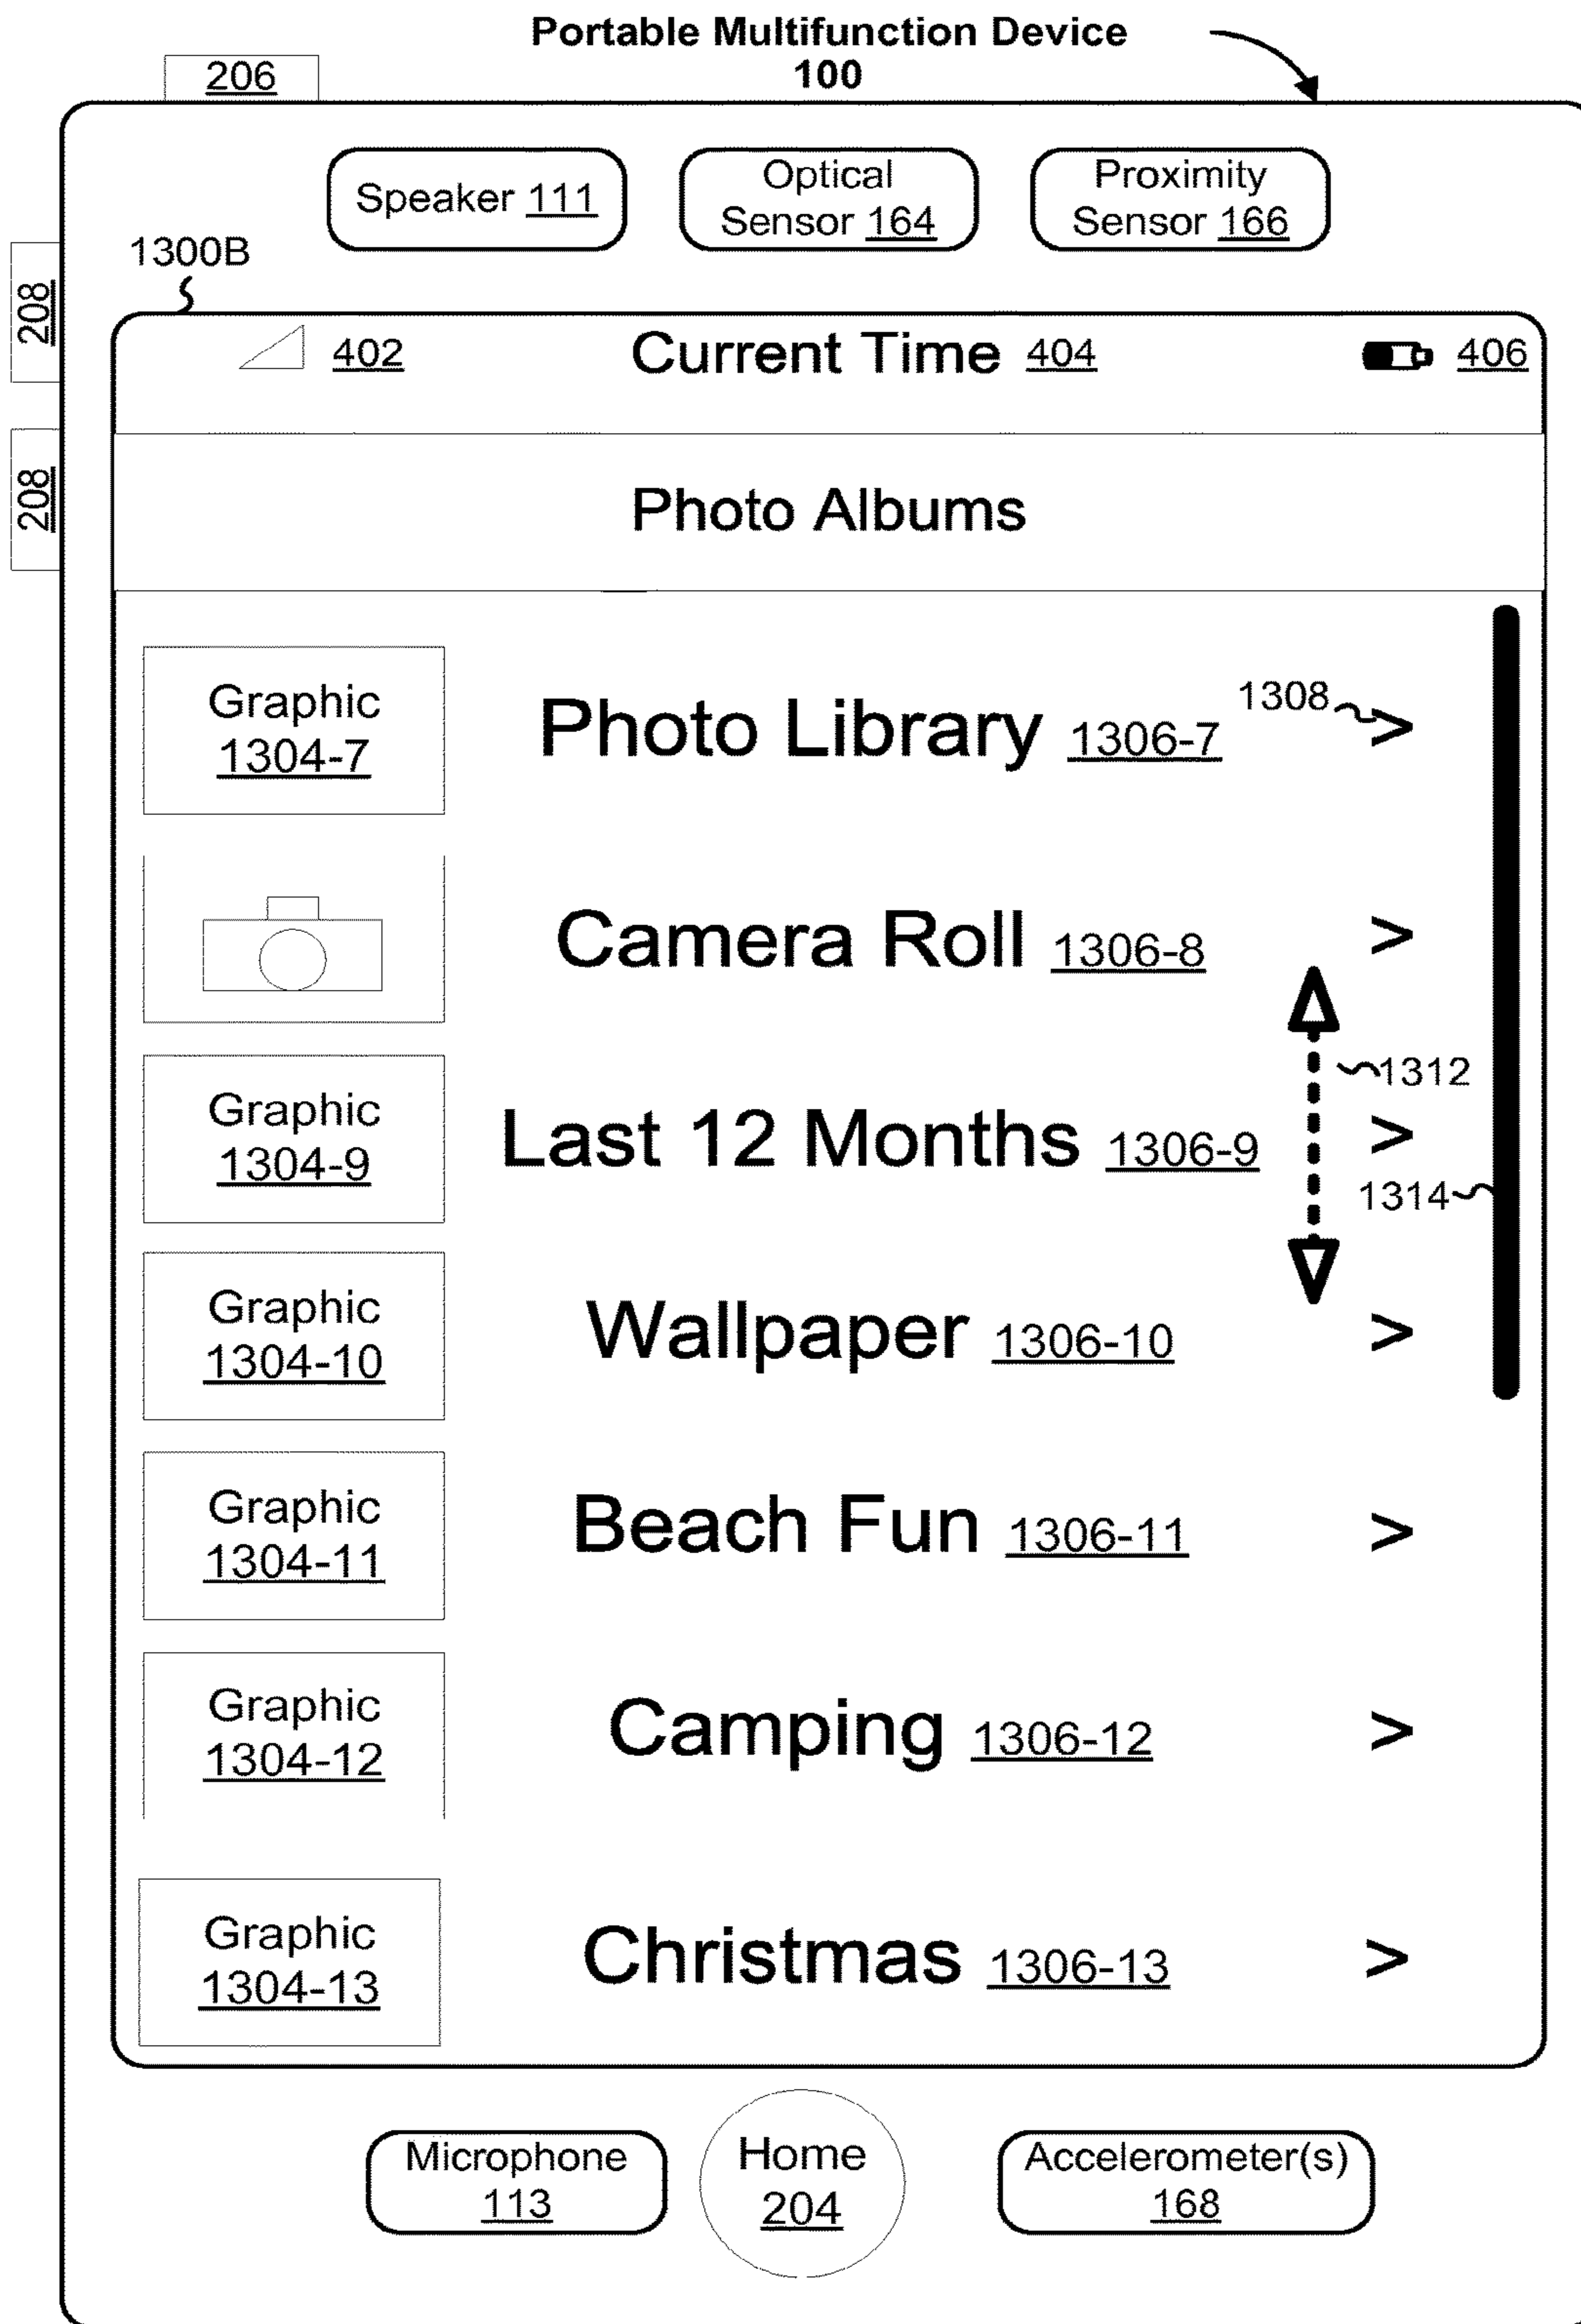 Portable Multifunction Device
100
206
Speaker 111
Optical
Sensor 164
Proximity
Sensor 166
1300B
208
208
402
Current Time 404
406
Photo Albums
Graphic
1304-7
Photo Library 1306-7
1308
>
Camera Roll 1306-8
>
1312
Graphic
1304-9
Last 12 Months 1306-9
>
1314
Graphic
1304-10
Wallpaper 1306-10
>
Graphic
1304-11
Beach Fun 1306-11
>
Graphic
1304-12
Camping 1306-12
>
Graphic
1304-13
Christmas 1306-13
>
Microphone
113
Home
204
Accelerometer(s)
168